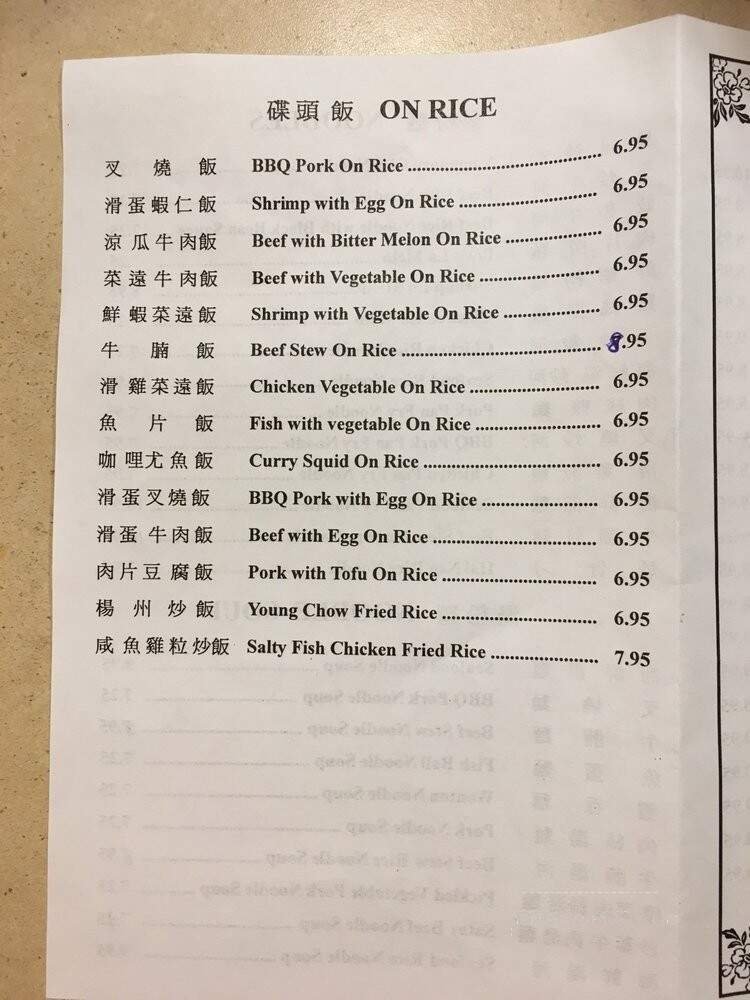 碟頭飯 ON RICE
叉燒飯 BBQ Pork On Rice 6.95
滑蛋蝦仁飯 Shrimp with Egg On Rice 6.95
涼瓜牛肉飯 Beef with Bitter Melon On Rice 6.95
菜遠牛肉飯 Beef with Vegetable On Rice 6.95
鮮蝦菜遠飯 Shrimp with Vegetable On Rice 6.95
牛腩飯 Beef Stew On Rice 8.95
滑雞菜遠飯 Chicken Vegetable On Rice 6.95
魚片飯 Fish with vegetable On Rice 6.95
咖哩尤魚飯 Curry Squid On Rice 6.95
滑蛋叉燒飯 BBQ Pork with Egg On Rice 6.95
滑蛋牛肉飯 Beef with Egg On Rice 6.95
肉片豆腐飯 Pork with Tofu On Rice 6.95
楊州炒飯 Young Chow Fried Rice 6.95
咸魚雞粒炒飯 Salty Fish Chicken Fried Rice 7.95